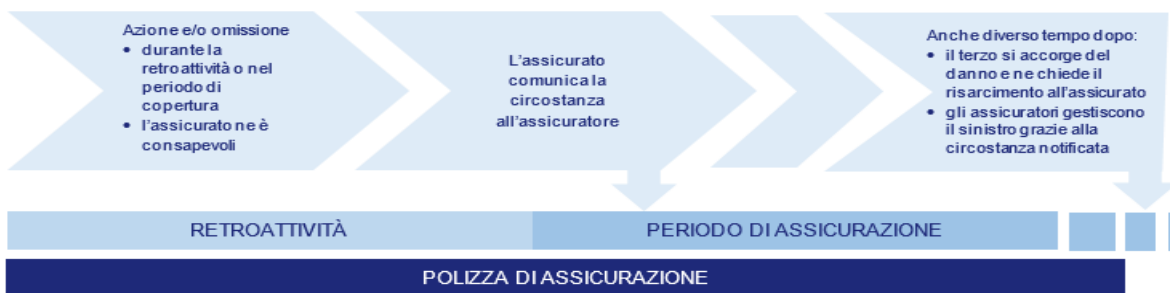 Azione e/o omissione
• durante la
retroattività o nel
periodo di
copertura
• l'assicurato ne è
consapevoli
L'assicurato
comunica la
circostanza
all'assicuratore
Anche diverso tempo dopo:
• il terzo si accorge del
danno e ne chiede il
risarcimento all'assicurato
• gli assicuratori gestiscono
il sinistro grazie alla
circostanza notificata
RETROATTIVITÀ
PERIODO DI ASSICURAZIONE
POLIZZA DI ASSICURAZIONE